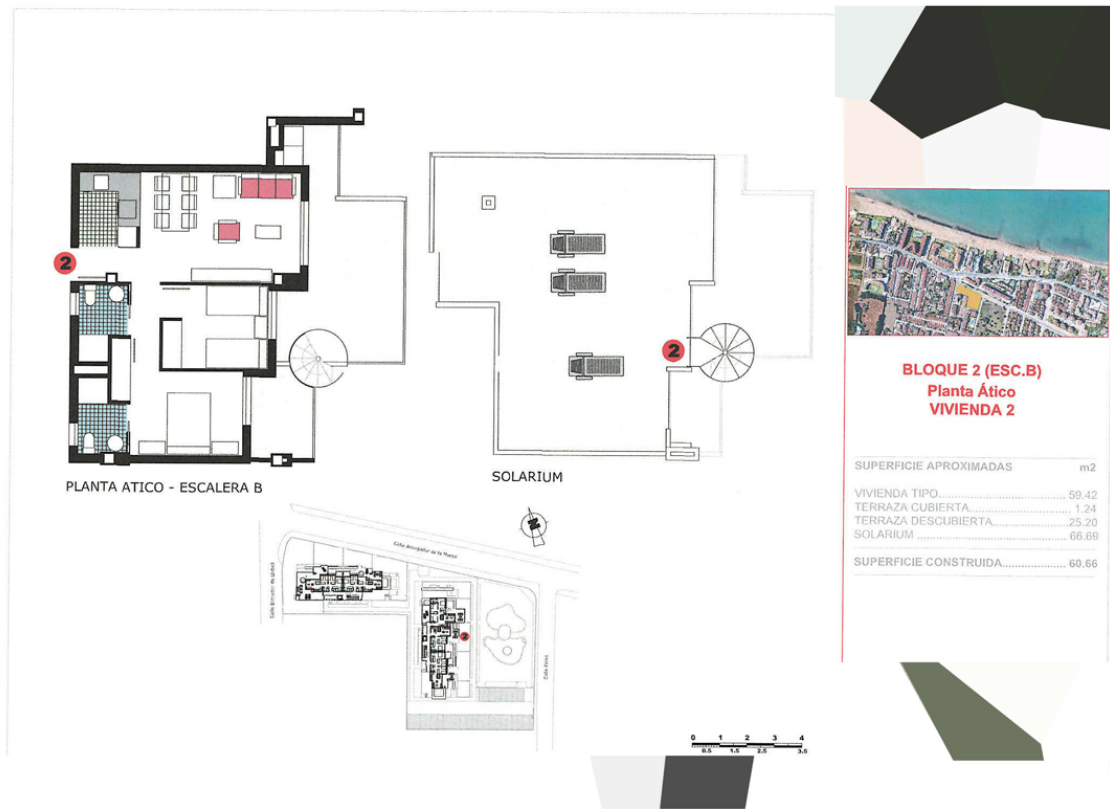 2
2
PLANTA ATICO - ESCALERA B
SOLARIUM
N
Calle
Calle
2
0 1 2 3 4
0.5 1.5 2.5 3.5
BLOQUE 2 (ESC.B)
Planta Ático
VIVIENDA 2
SUPERFICIE APROXIMADAS m2
VIVIENDA TIPO 59.42
TERRAZA CUBIERTA 1.24
TERRAZA DESCUBIERTA 25.20
SOLARIUM 66.69
SUPERFICIE CONSTRUIDA 60.66